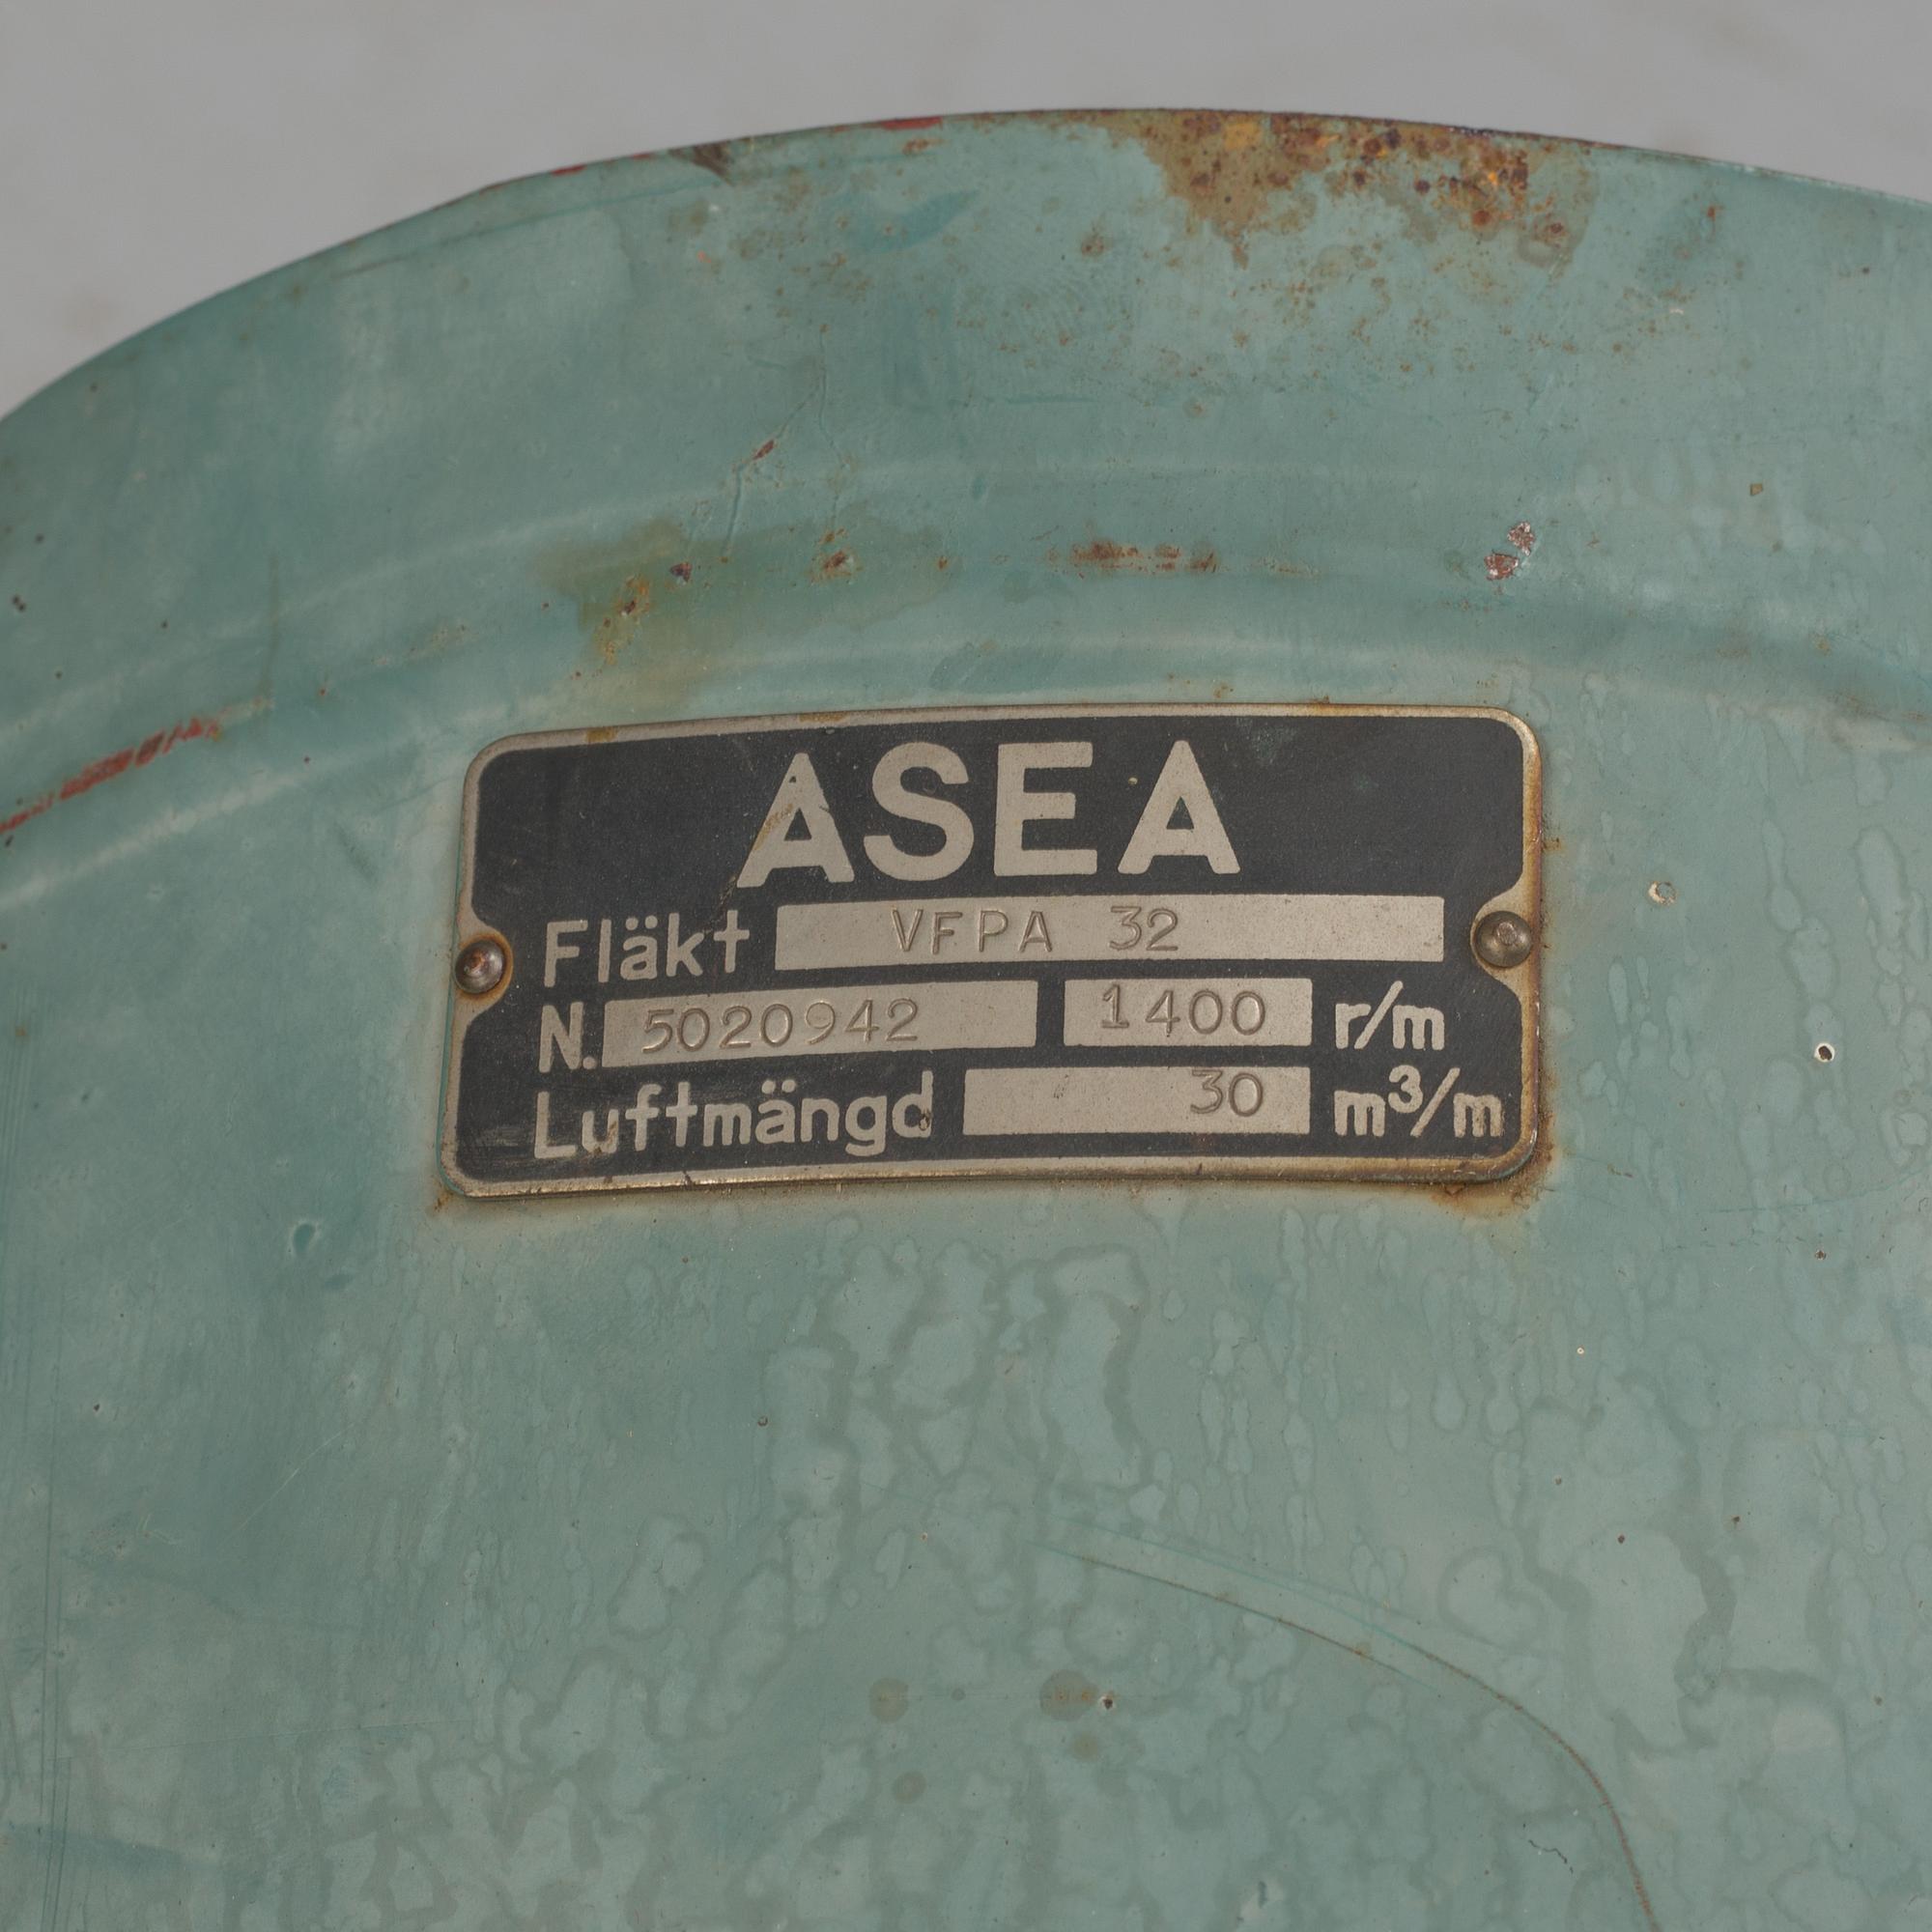 ASEA
Fläkt VFPA 32
N. 5020942 1400 r/m
Luftmängd 30 m³/m